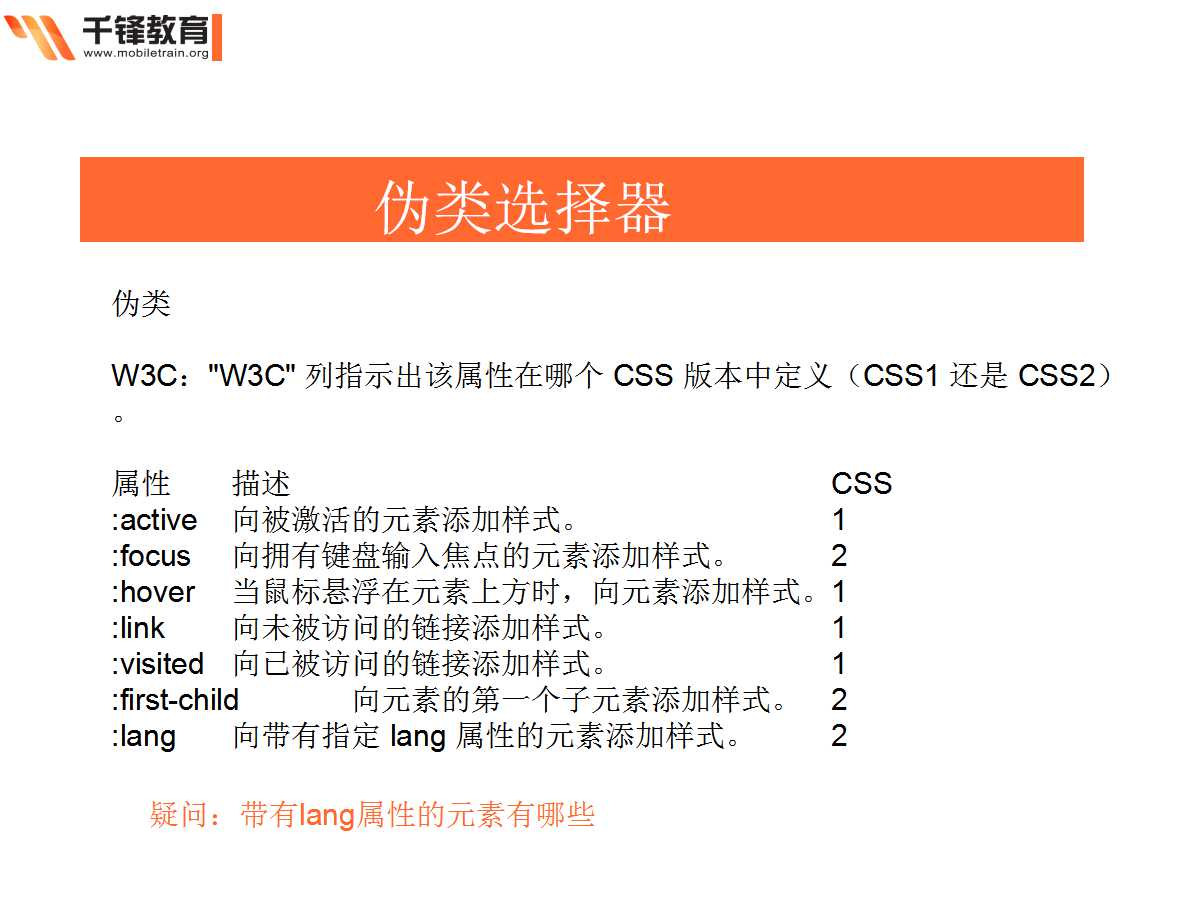 千锋教育
www.mobiletrain.org
伪类选择器
伪类
W3C："W3C" 列指示出该属性在哪个 CSS 版本中定义（CSS1 还是 CSS2）
。
属性 描述 CSS
:active 向被激活的元素添加样式。 1
:focus 向拥有键盘输入焦点的元素添加样式。 2
:hover 当鼠标悬浮在元素上方时，向元素添加样式。 1
:link 向未被访问的链接添加样式。 1
:visited 向已被访问的链接添加样式。 1
:first-child 向元素的第一个子元素添加样式。 2
:lang 向带有指定 lang 属性的元素添加样式。 2
疑问：带有lang属性的元素有哪些